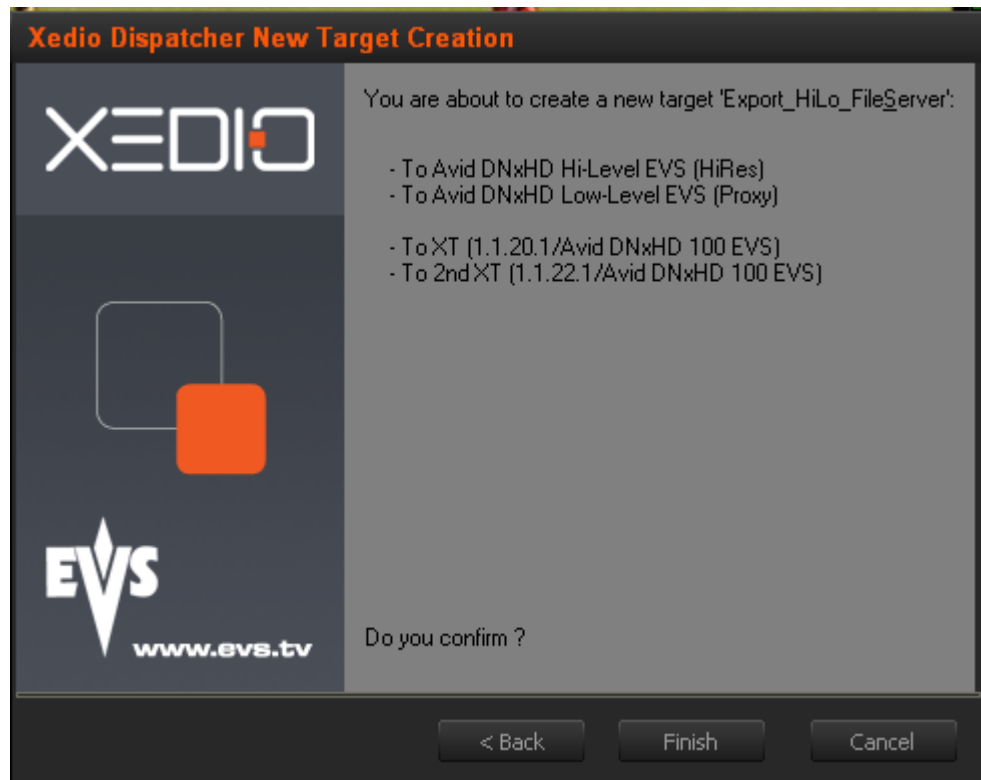 Xedio Dispatcher New Target Creation
XEDIO
You are about to create a new target 'Export_HiLo_FileServer':
- To Avid DNxHD Hi-Level EVS (HiRes)
- To Avid DNxHD Low-Level EVS (Proxy)
- To XT (1.1.20.1/Avid DNxHD 100 EVS)
- To 2nd XT (1.1.22.1/Avid DNxHD 100 EVS)
EVS
www.evs.tv
Do you confirm ?
< Back
Finish
Cancel